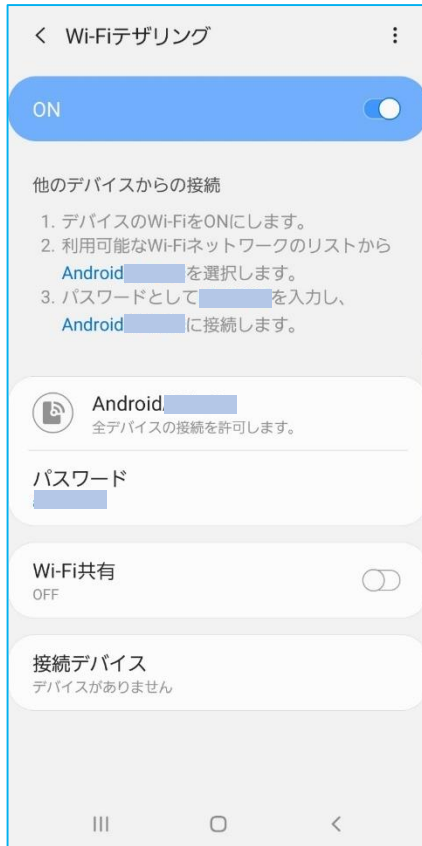 Wi-Fiテザリング
ON
他のデバイスからの接続
1. デバイスのWi-FiをONにします。
2. 利用可能なWi-Fiネットワークのリストから
Android を選択します。
3. パスワードとして を入力し、
Android に接続します。
Android
全デバイスの接続を許可します。
パスワード
Wi-Fi共有
OFF
接続デバイス
デバイスがありません